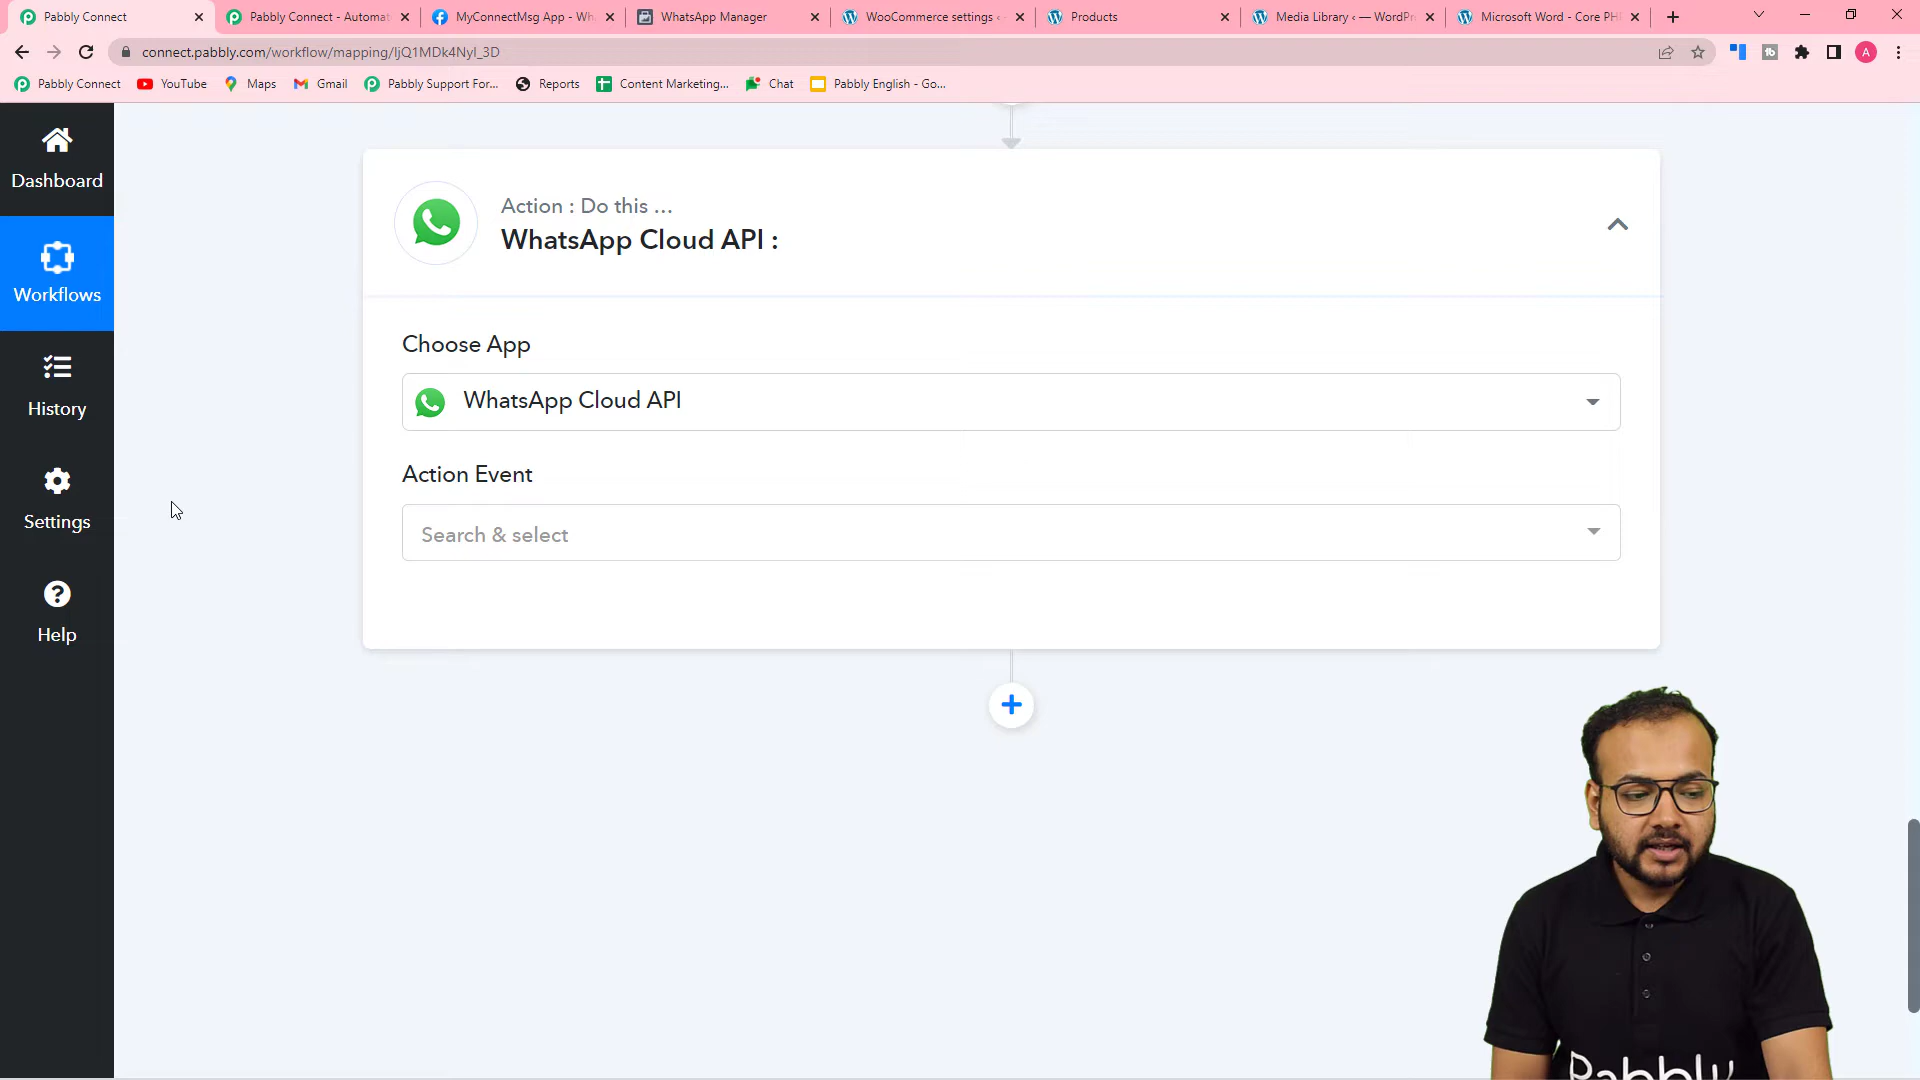 Pabbly Connect
Pabbly Connect - Automat
MyConnectMsg App - Wh
WhatsApp Manager
WooCommerce settings ‹
Products
Media Library ‹ — WordPr
Microsoft Word - Core PH
connect.pabbly.com/workflow/mapping/IjQ1MDk4NyI_3D
A
Pabbly Connect
YouTube
Maps
Gmail
Pabbly Support For...
Reports
Content Marketing...
Chat
Pabbly English - Go...
Dashboard
Workflows
History
Settings
Help
Action : Do this ...
WhatsApp Cloud API :
Choose App
WhatsApp Cloud API
Action Event
Search & select
Pabbly